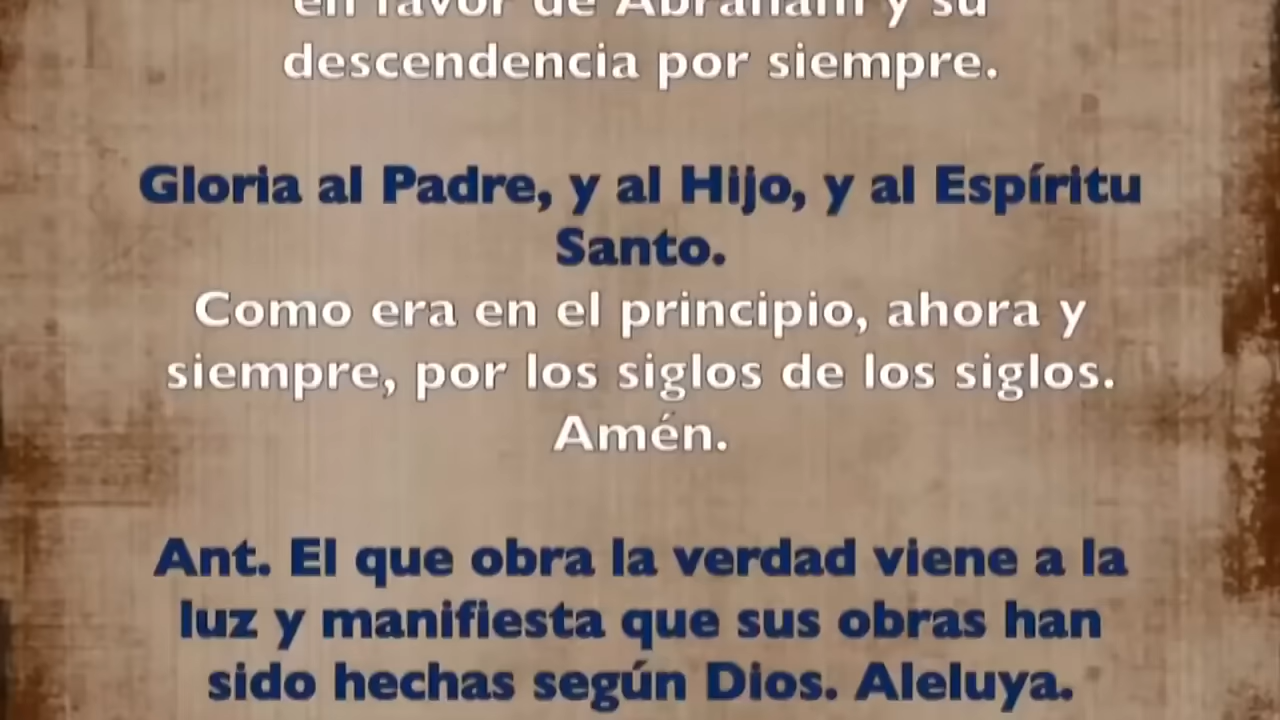 en favor de Abraham y su
descendencia por siempre.
Gloria al Padre, y al Hijo, y al Espíritu
Santo.
Como era en el principio, ahora y
siempre, por los siglos de los siglos.
Amén.
Ant. El que obra la verdad viene a la
luz y manifiesta que sus obras han
sido hechas según Dios. Aleluya.